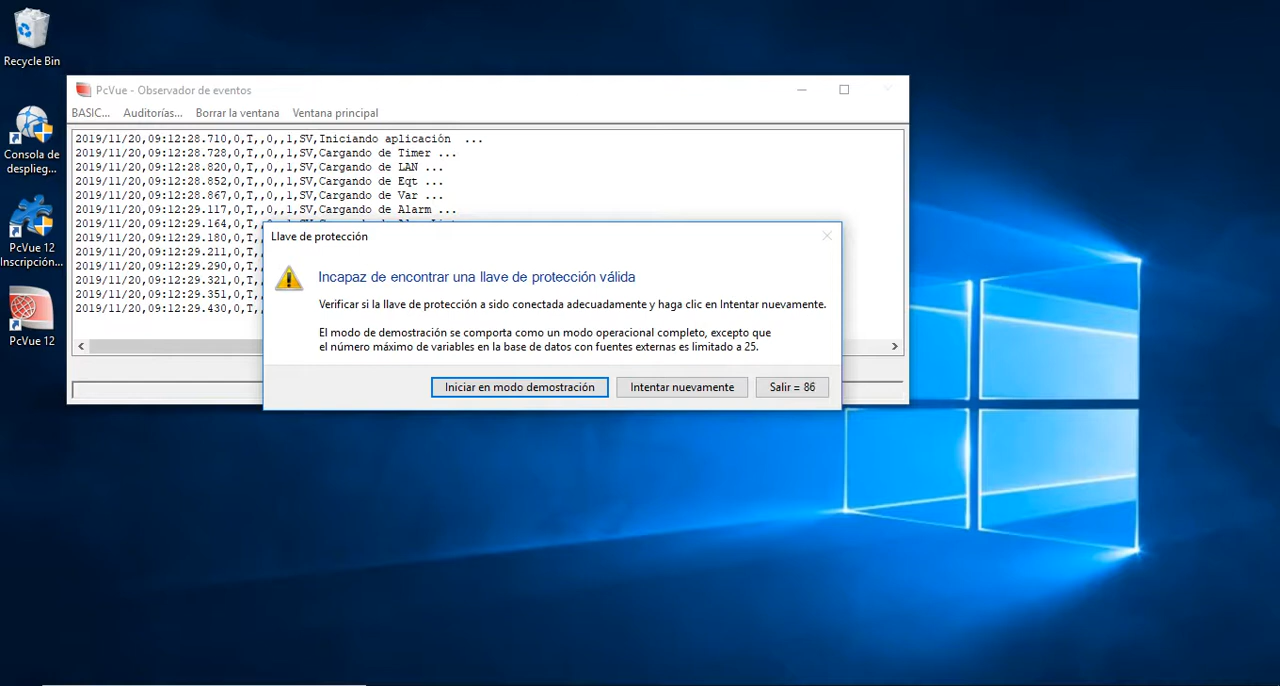 Recycle Bin
Consola de
desplieg...
PcVue 12
Inscripción...
PcVue 12
PcVue - Observador de eventos
BASIC... Auditorías... Borrar la ventana Ventana principal
2019/11/20,09:12:28.710,0,T,,0,,1,SV,Iniciando aplicación ...
2019/11/20,09:12:28.728,0,T,,0,,1,SV,Cargando de Timer ...
2019/11/20,09:12:28.820,0,T,,0,,1,SV,Cargando de LAN ...
2019/11/20,09:12:28.852,0,T,,0,,1,SV,Cargando de Eqt ...
2019/11/20,09:12:28.867,0,T,,0,,1,SV,Cargando de Var ...
2019/11/20,09:12:29.117,0,T,,0,,1,SV,Cargando de Alarm ...
2019/11/20,09:12:29.164,0,T,,0,,1,SV,Cargando de
2019/11/20,09:12:29.180,0,T,
2019/11/20,09:12:29.211,0,T,
2019/11/20,09:12:29.290,0,T,
2019/11/20,09:12:29.321,0,T,
2019/11/20,09:12:29.351,0,T,
2019/11/20,09:12:29.430,0,T,
Llave de protección
Incapaz de encontrar una llave de protección válida
Verificar si la llave de protección a sido conectada adecuadamente y haga clic en Intentar nuevamente.
El modo de demostración se comporta como un modo operacional completo, excepto que
el número máximo de variables en la base de datos con fuentes externas es limitado a 25.
Iniciar en modo demostración Intentar nuevamente Salir = 86